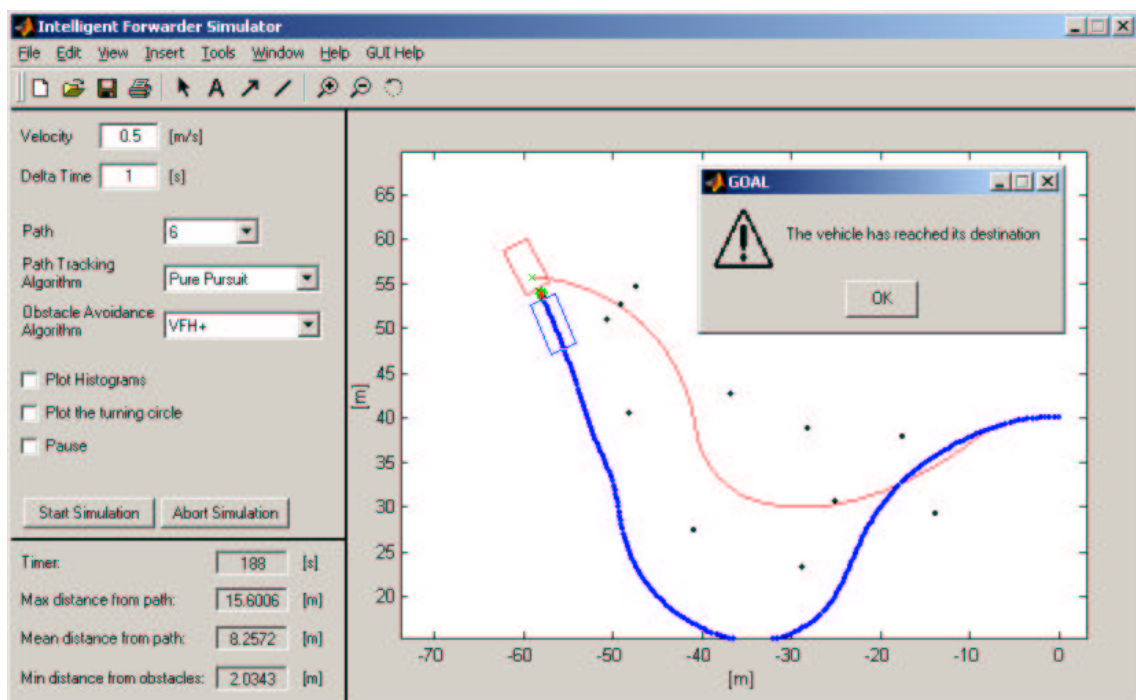 Intelligent Forwarder Simulator
File Edit View Insert Tools Window Help GUI Help
A
Velocity 0.5 [m/s]
Delta Time 1 [s]
Path 6
Path Tracking
Algorithm Pure Pursuit
Obstacle Avoidance
Algorithm VFH+
Plot Histograms
Plot the turning circle
Pause
Start Simulation Abort Simulation
Timer: 188 [s]
Max distance from path: 15.6006 [m]
Mean distance from path: 8.2572 [m]
Min distance from obstacles: 2.0343 [m]
65
60
55
50
45
40
35
30
25
20
[m]
-70 -60 -50 -40 -30 -20 -10 0
[m]
GOAL
The vehicle has reached its destination
OK